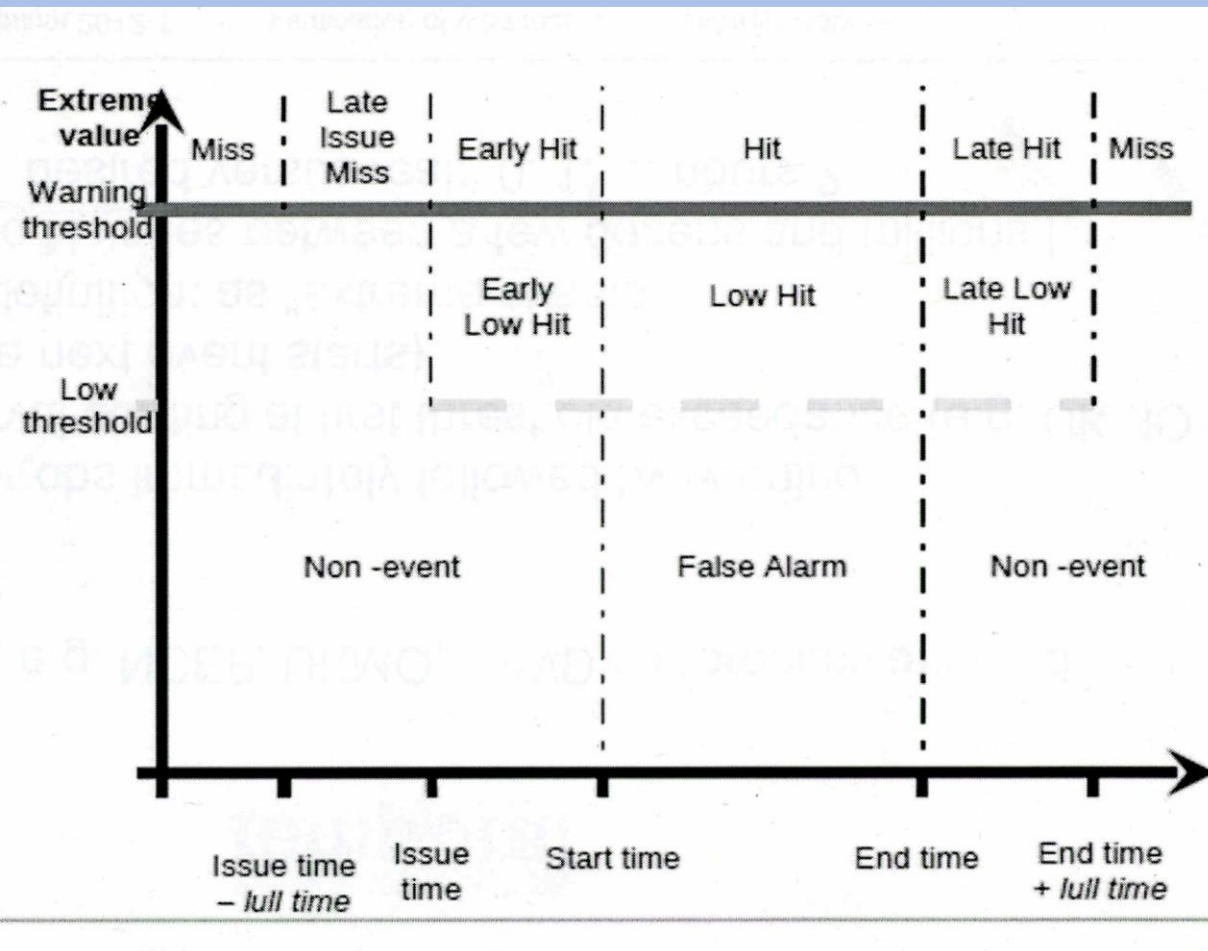 Extreme
value
Miss
Late
Issue
Miss
Early Hit
Hit
Late Hit
Miss
Warning
threshold
Early
Low Hit
Low Hit
Late Low
Hit
Low
threshold
Non -event
False Alarm
Non -event
Issue time
– lull time
Issue
time
Start time
End time
End time
+ lull time